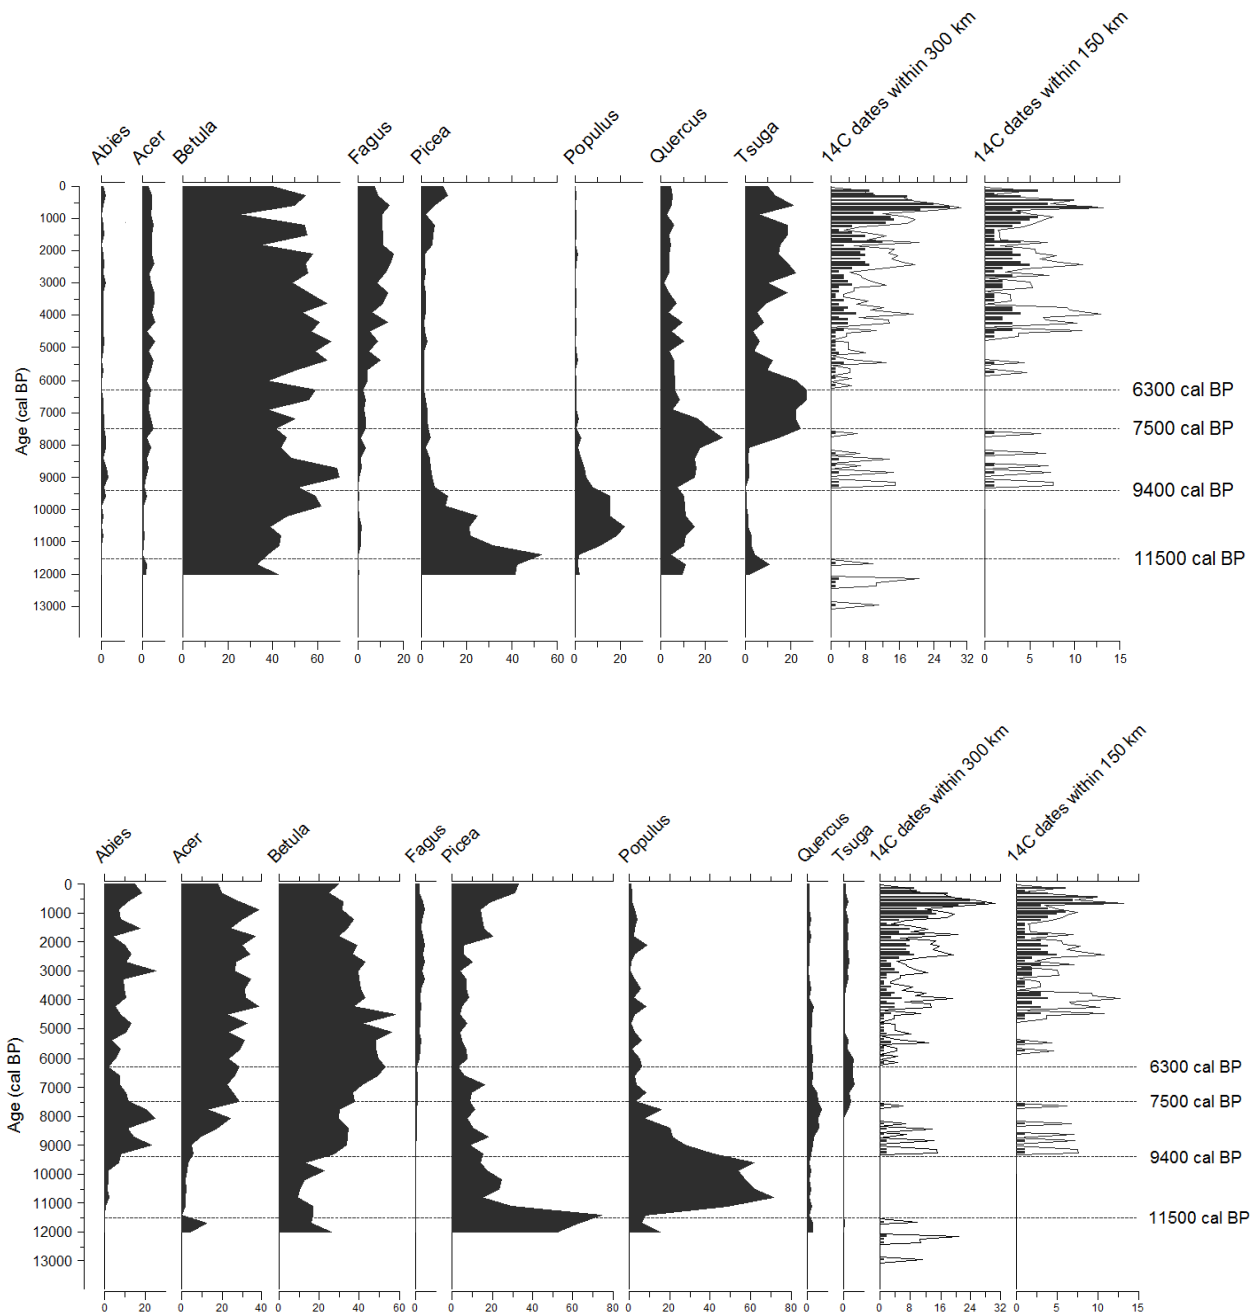 Abies Acer Betula Fagus Picea Populus Quercus Tsuga 14C dates within 300 km 14C dates within 150 km
Age (cal BP)
0
1000
2000
3000
4000
5000
6000
7000
8000
9000
10000
11000
12000
13000
6300 cal BP
7500 cal BP
9400 cal BP
11500 cal BP
0 0 0 20 40 60 0 20 0 20 40 60 0 20 0 20 0 20 0 8 16 24 32 0 5 10 15
Abies Acer Betula Fagus Picea Populus Quercus Tsuga 14C dates within 300 km 14C dates within 150 km
Age (cal BP)
0
1000
2000
3000
4000
5000
6000
7000
8000
9000
10000
11000
12000
13000
6300 cal BP
7500 cal BP
9400 cal BP
11500 cal BP
0 20 0 20 40 0 20 40 60 0 0 20 40 60 80 0 20 40 60 80 0 0 0 8 16 24 32 0 5 10 15